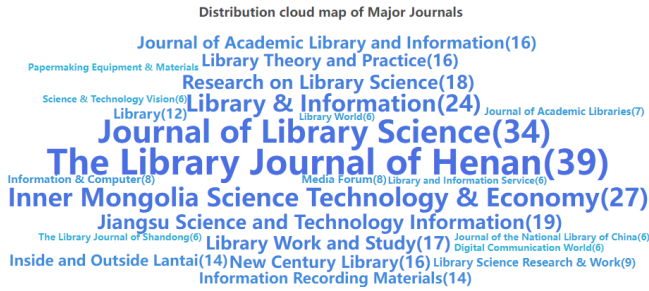 Distribution cloud map of Major Journals
Journal of Academic Library and Information(16)
Library Theory and Practice(16)
Papermaking Equipment & Materials
Research on Library Science(18)
Science & Technology Vision(6)
Library & Information(24)
Journal of Academic Libraries(7)
Library(12)
Library World(6)
Journal of Library Science(34)
The Library Journal of Henan(39)
Information & Computer(8)
Media Forum(8)
Library and Information Service(6)
Inner Mongolia Science Technology & Economy(27)
Jiangsu Science and Technology Information(19)
The Library Journal of Shandong(6)
Library Work and Study(17)
Journal of the National Library of China(6)
Digital Communication World(6)
Inside and Outside Lantai(14)
New Century Library(16)
Library Science Research & Work(9)
Information Recording Materials(14)